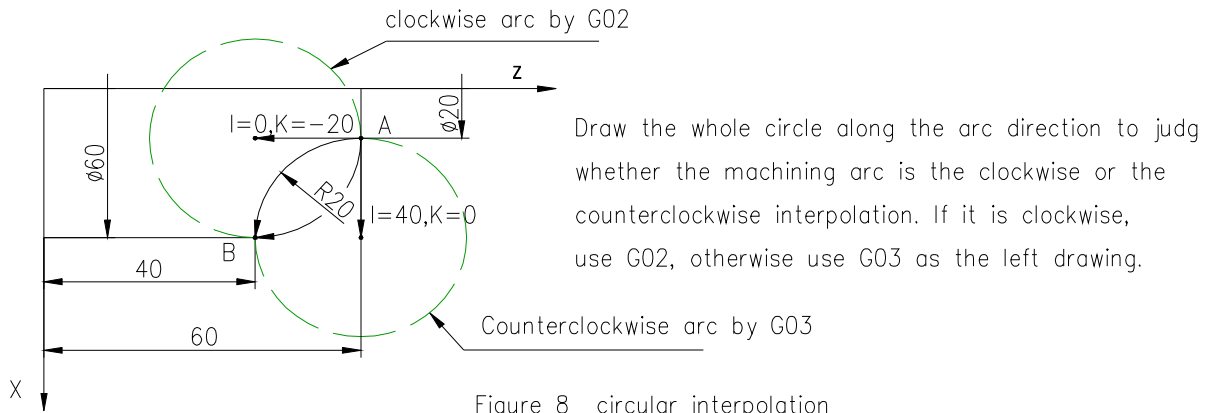 clockwise arc by G02
Z
I=0,K=-20
A
ø20
Draw the whole circle along the arc direction to judg
whether the machining arc is the clockwise or the
counterclockwise interpolation. If it is clockwise,
use G02, otherwise use G03 as the left drawing.
ø60
R20
I=40,K=0
B
40
60
Counterclockwise arc by G03
X
Figure 8 circular interpolation